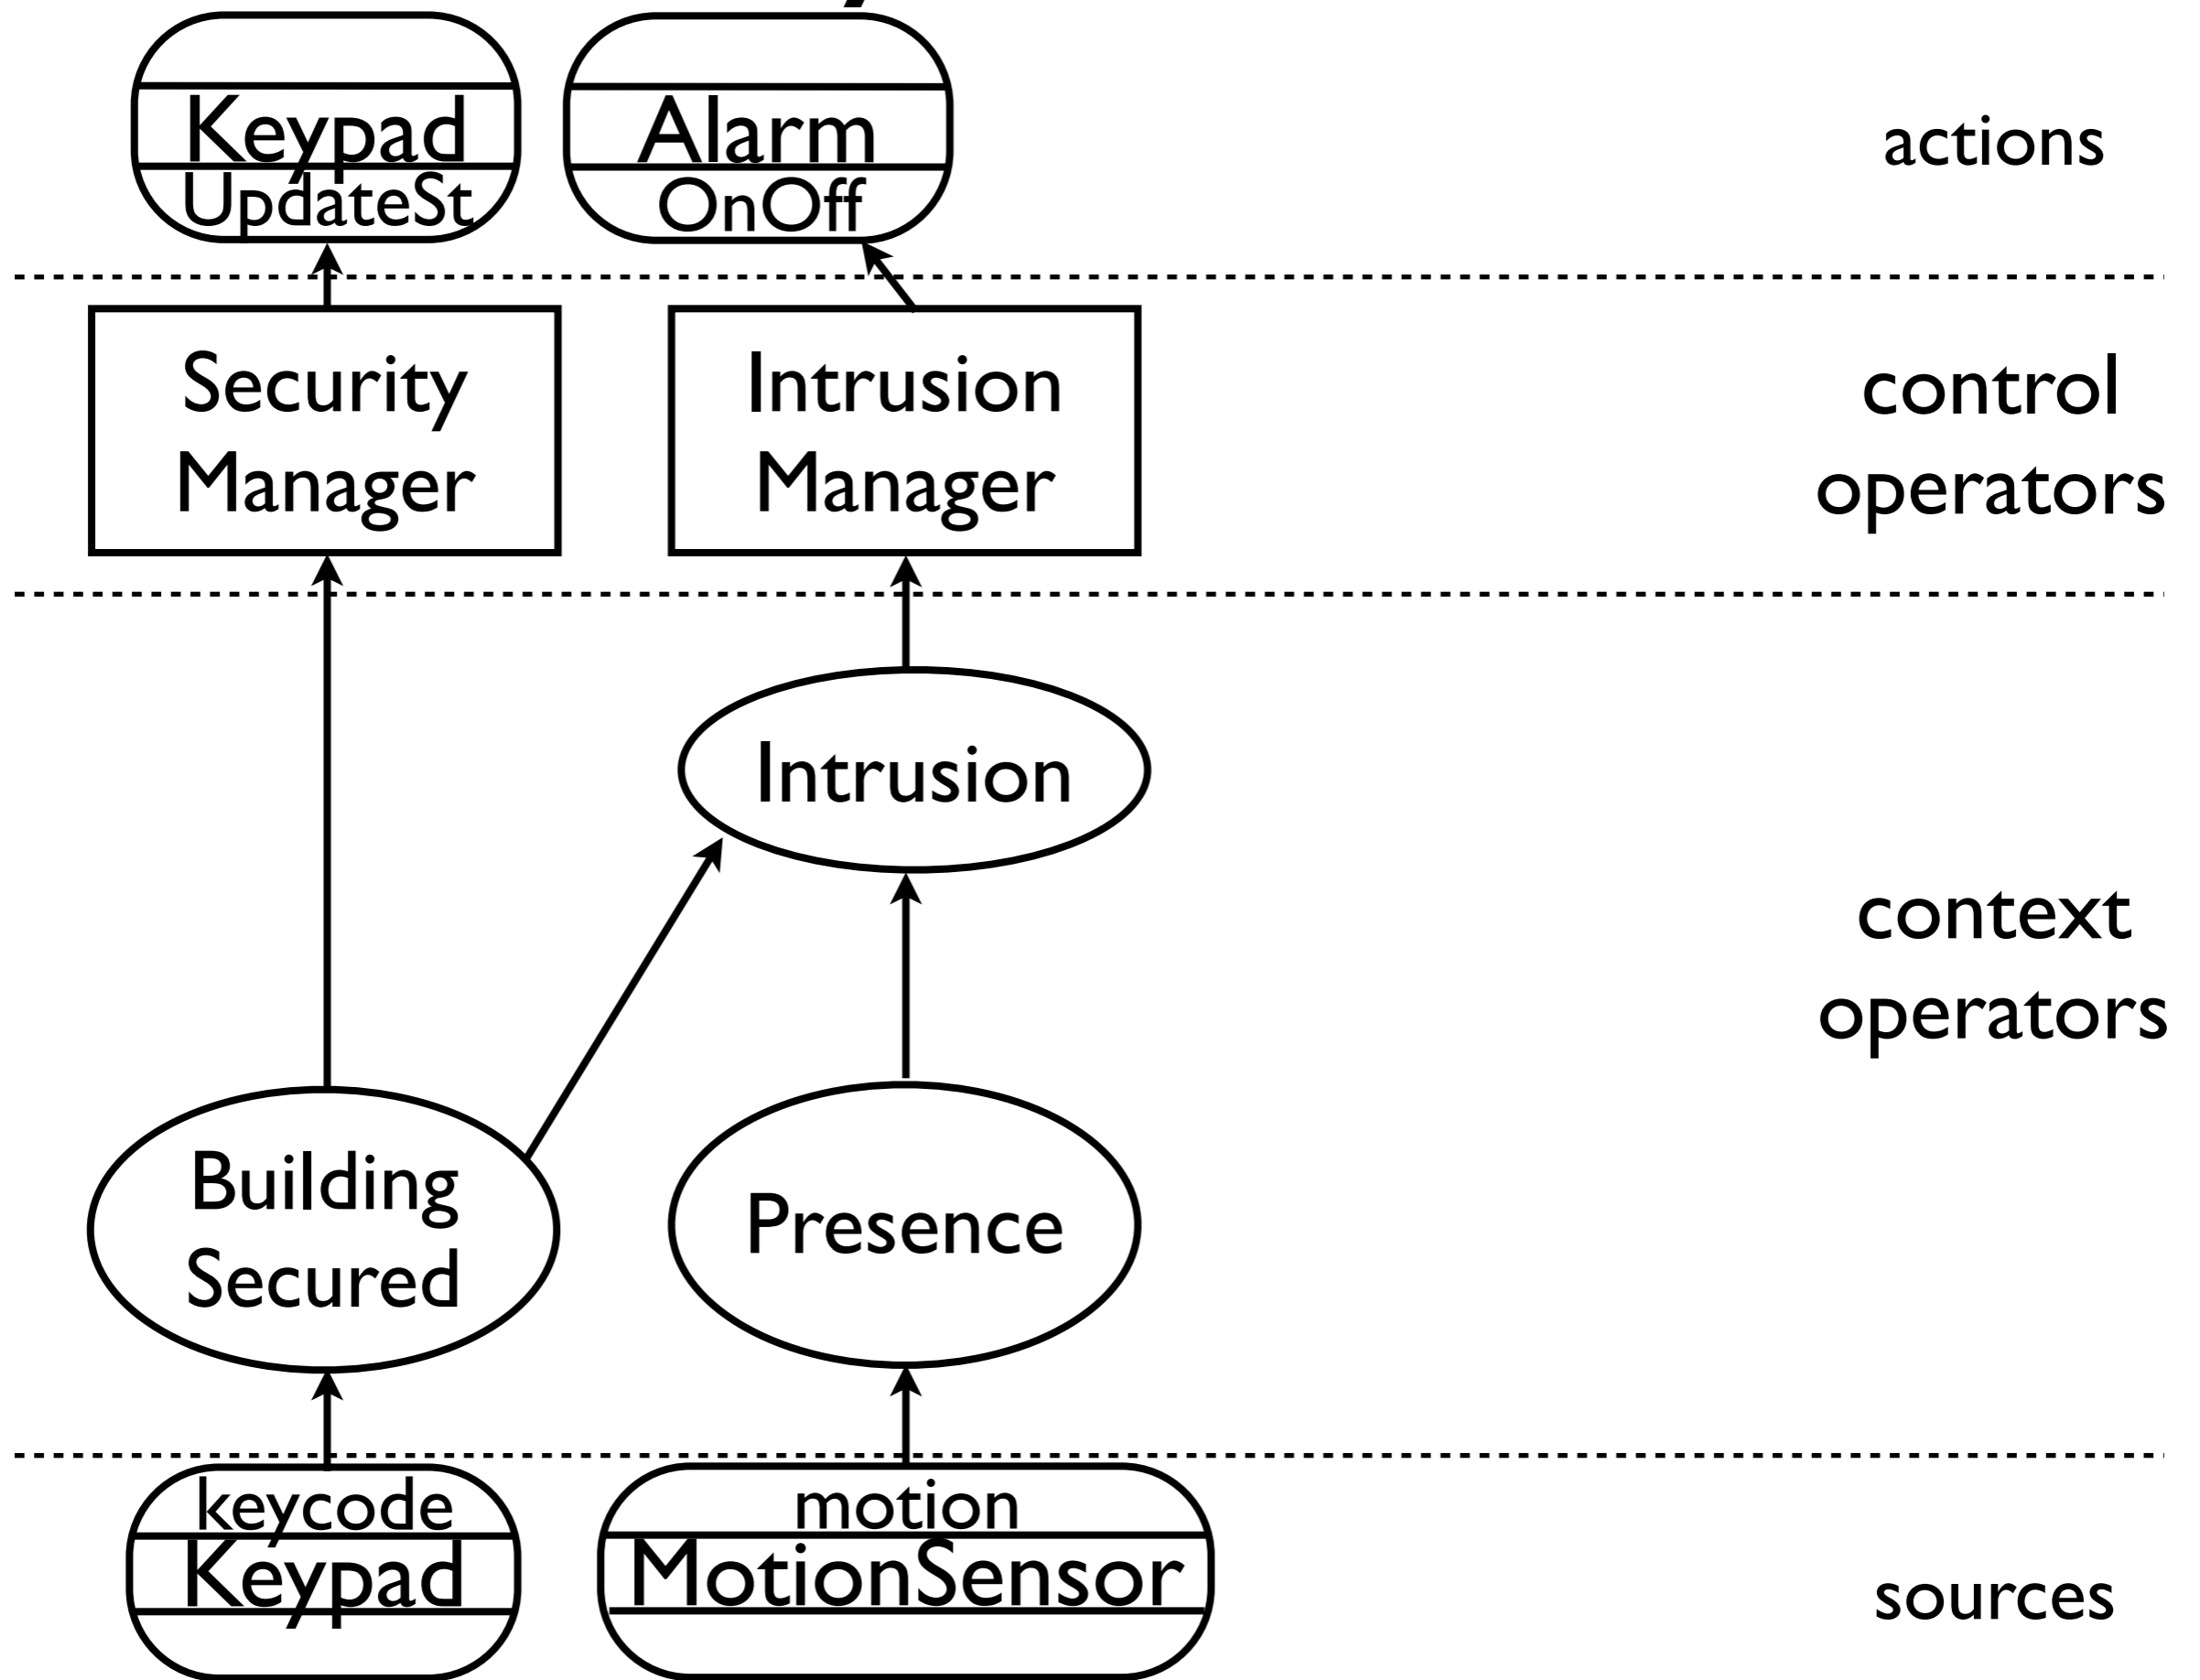 Keypad
UpdateSt
Alarm
OnOff
actions
Security
Manager
Intrusion
Manager
control
operators
Intrusion
context
operators
Building
Secured
Presence
keycode
Keypad
motion
MotionSensor
sources